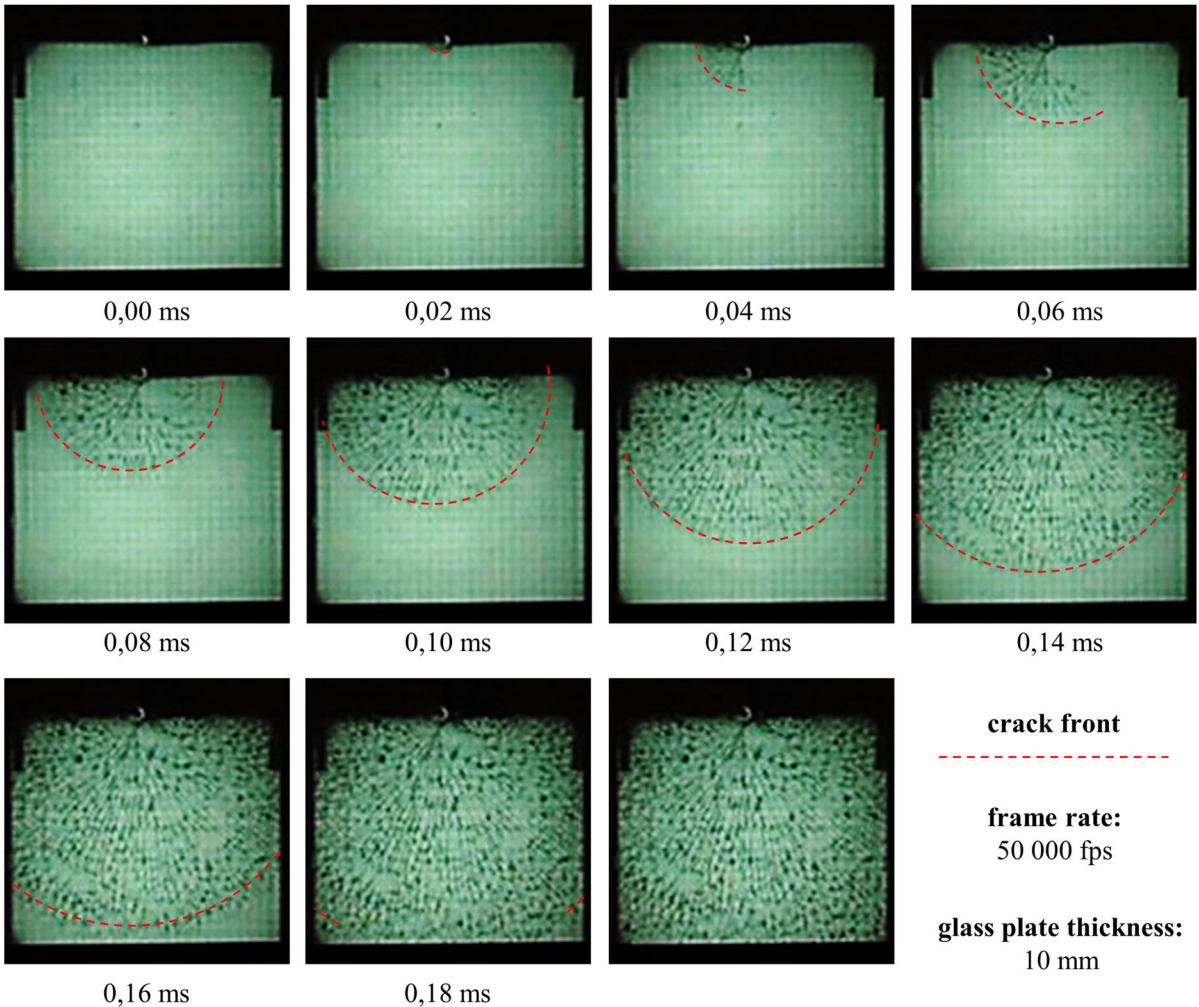 0,00 ms
0,02 ms
0,04 ms
0,06 ms
0,08 ms
0,10 ms
0,12 ms
0,14 ms
0,16 ms
0,18 ms
crack front
frame rate:
50 000 fps
glass plate thickness:
10 mm